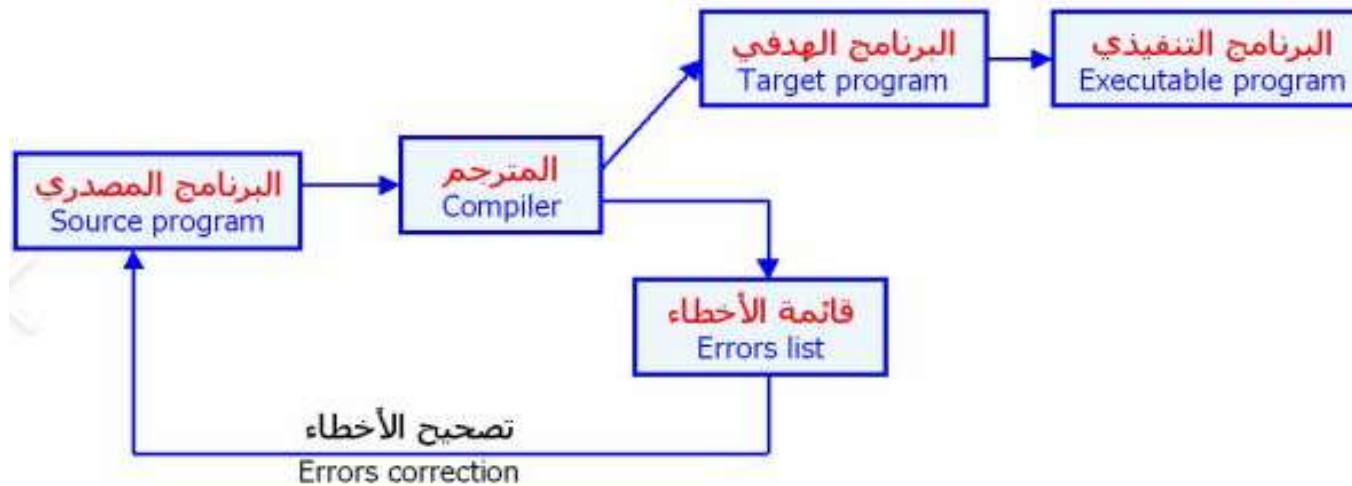 البرنامج الهدفي
Target program
البرنامج التنفيذي
Executable program
البرنامج المصدري
Source program
المترجم
Compiler
قائمة الأخطاء
Errors list
تصحيح الأخطاء
Errors correction